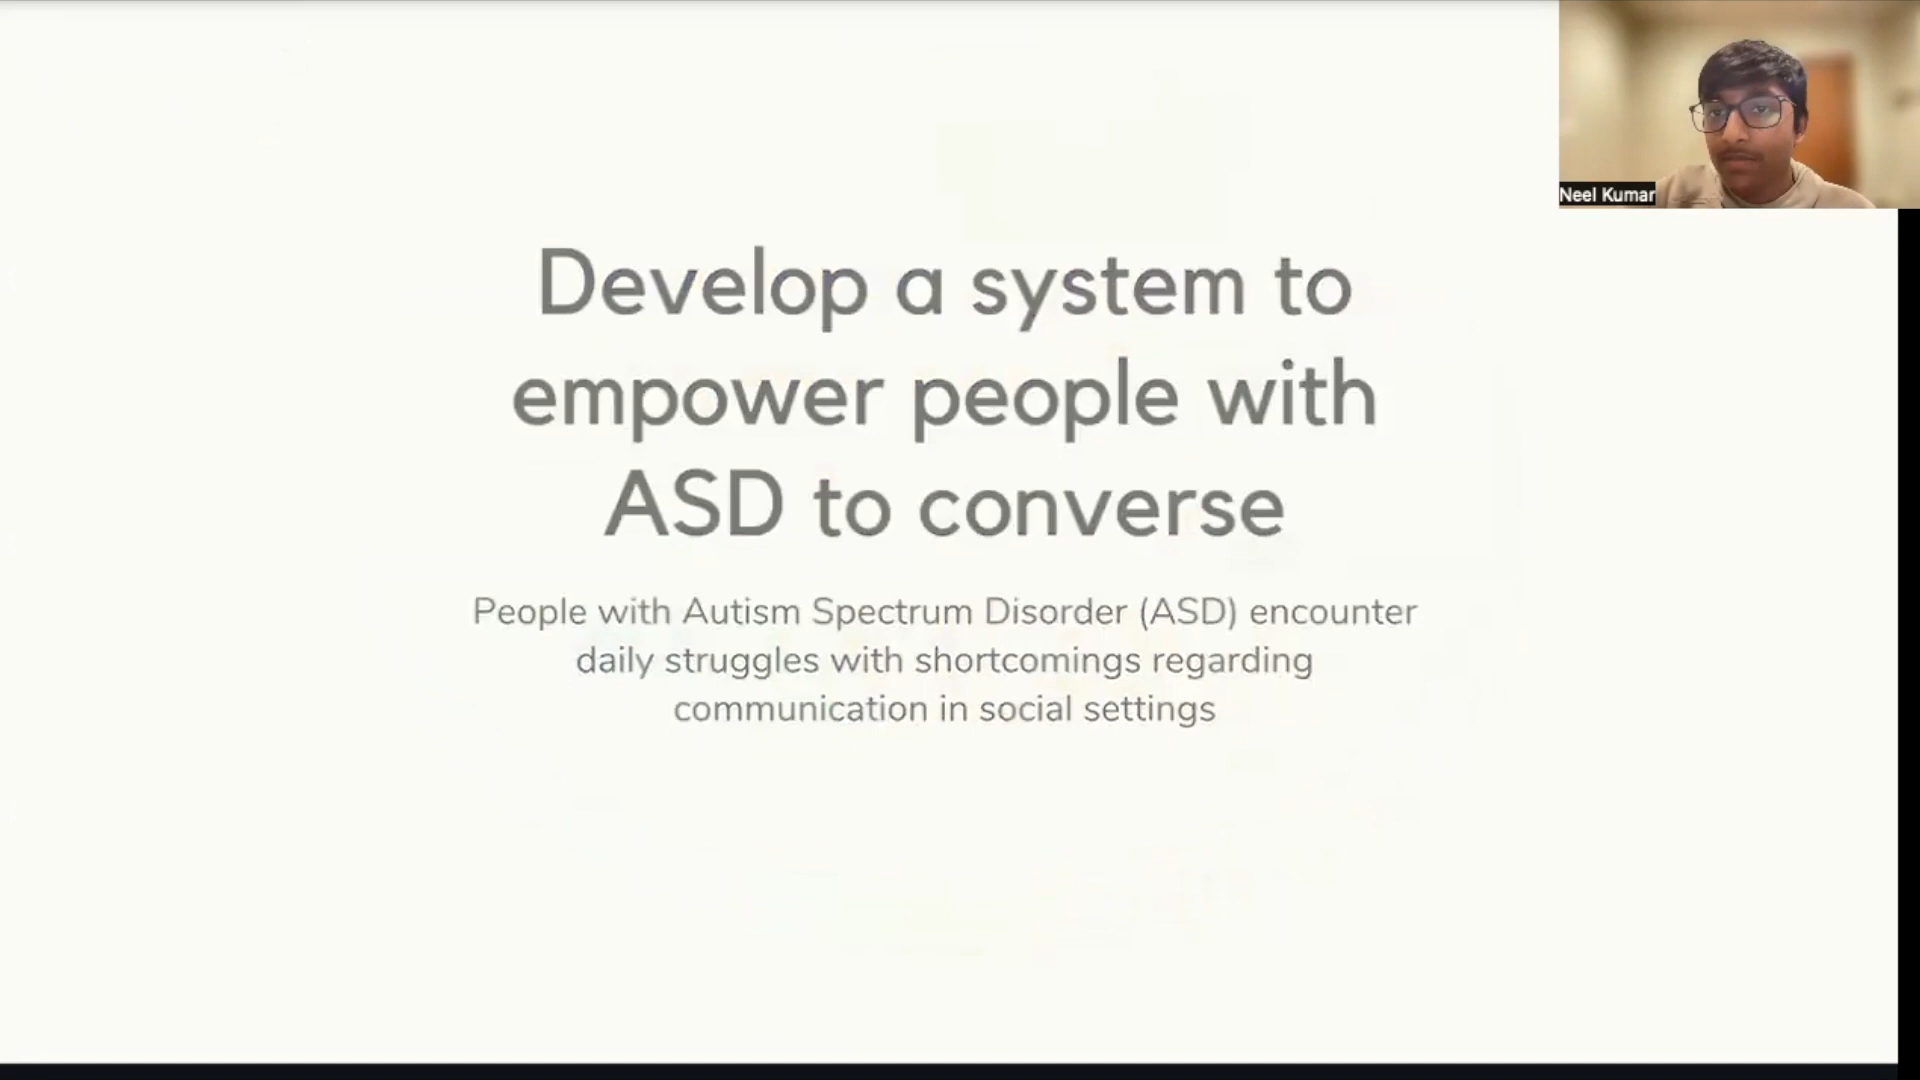 Neel Kumar
Develop a system to
empower people with
ASD to converse
People with Autism Spectrum Disorder (ASD) encounter
daily struggles with shortcomings regarding
communication in social settings